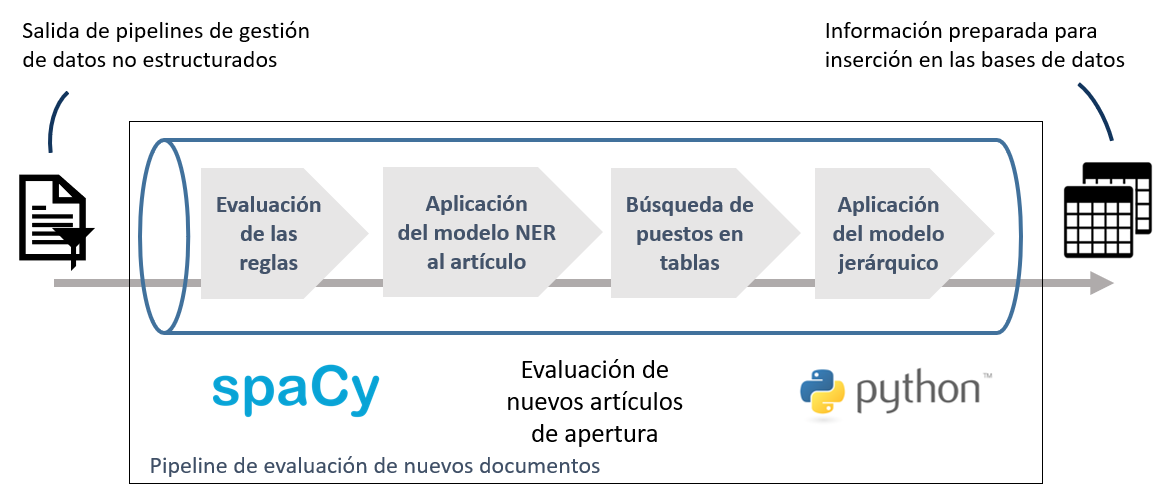 Salida de pipelines de gestión
de datos no estructurados
Información preparada para
inserción en las bases de datos
Evaluación
de las
reglas
Aplicación
del modelo NER
al artículo
Búsqueda de
puestos en
tablas
Aplicación
del modelo
jerárquico
spaCy
Evaluación de
nuevos artículos
de apertura
python™
Pipeline de evaluación de nuevos documentos